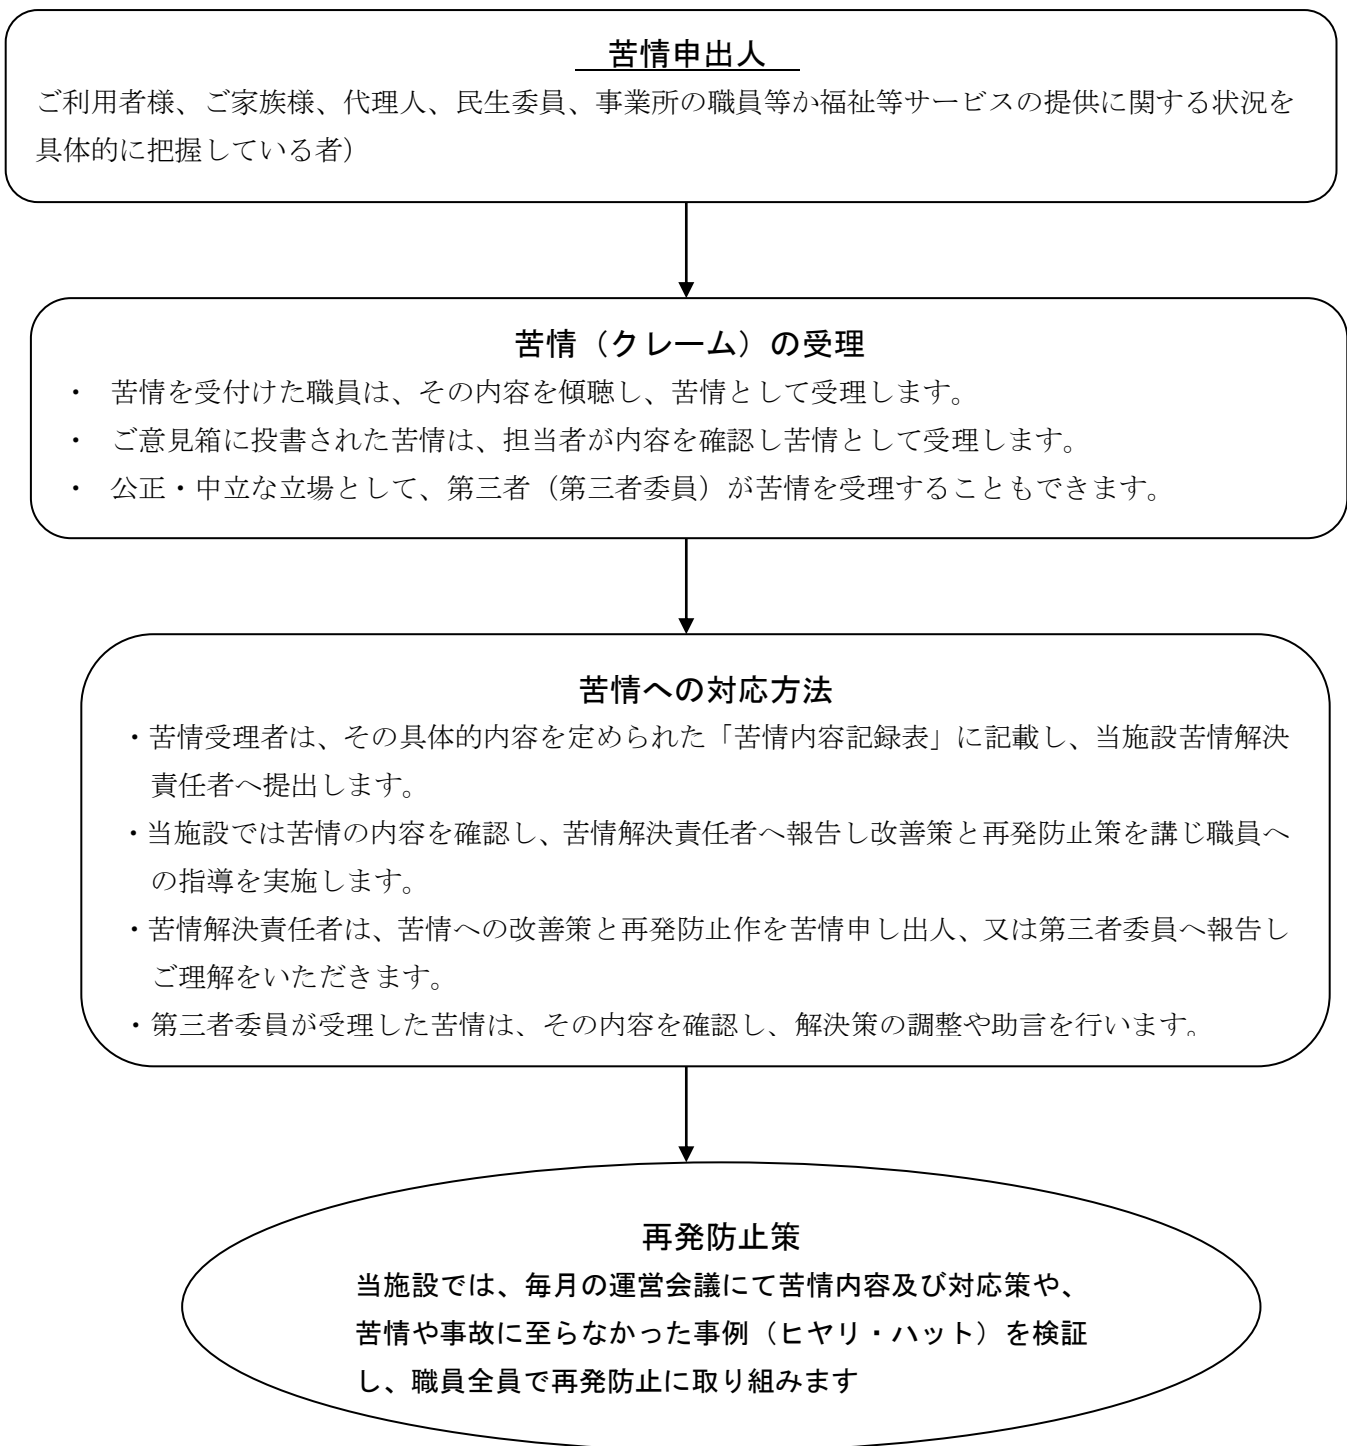 苦情申出人
ご利用者様、ご家族様、代理人、民生委員、事業所の職員等か福祉等サービスの提供に関する状況を
具体的に把握している者）
苦情（クレーム）の受理
・ 苦情を受付けた職員は、その内容を傾聴し、苦情として受理します。
・ ご意見箱に投書された苦情は、担当者が内容を確認し苦情として受理します。
・ 公正・中立な立場として、第三者（第三者委員）が苦情を受理することもできます。
苦情への対応方法
・苦情受理者は、その具体的内容を定められた「苦情内容記録表」に記載し、当施設苦情解決
責任者へ提出します。
・当施設では苦情の内容を確認し、苦情解決責任者へ報告し改善策と再発防止策を講じ職員へ
の指導を実施します。
・苦情解決責任者は、苦情への改善策と再発防止作を苦情申し出人、又は第三者委員へ報告し
ご理解をいただきます。
・第三者委員が受理した苦情は、その内容を確認し、解決策の調整や助言を行います。
再発防止策
当施設では、毎月の運営会議にて苦情内容及び対応策や、
苦情や事故に至らなかった事例（ヒヤリ・ハット）を検証
し、職員全員で再発防止に取り組みます